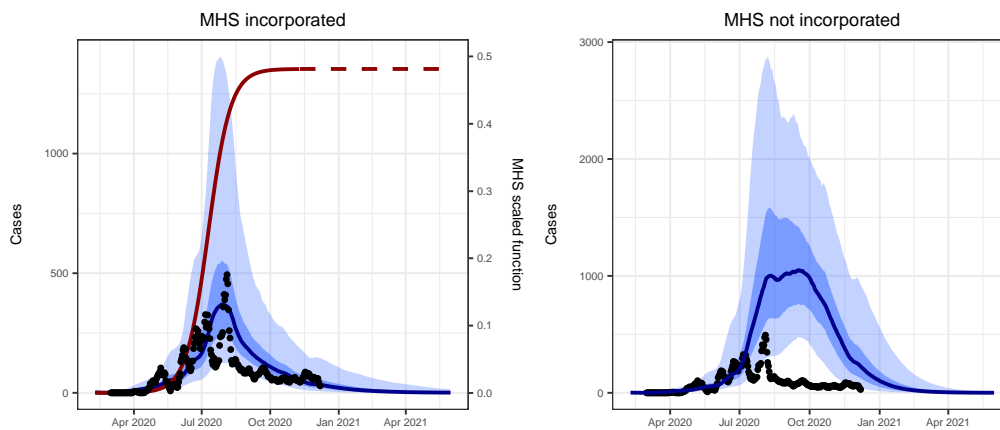 MHS incorporated
Cases
1000
500
0
0.5
0.4
0.3
0.2
0.1
0.0
MHS scaled function
Apr 2020 Jul 2020 Oct 2020 Jan 2021 Apr 2021
MHS not incorporated
Cases
3000
2000
1000
0
Apr 2020 Jul 2020 Oct 2020 Jan 2021 Apr 2021